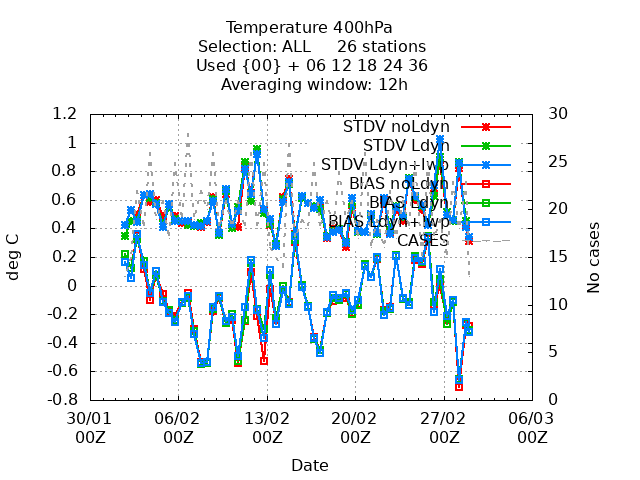 Temperature 400hPa
Selection: ALL 26 stations
Used {00} + 06 12 18 24 36
Averaging window: 12h
deg C
1.2
1
0.8
0.6
0.4
0.2
0
-0.2
-0.4
-0.6
-0.8
STDV noLdyn
STDV Ldyn
STDV Ldyn+lwp
BIAS noLdyn
BIAS Ldyn
BIAS Ldyn+lwp
CASES
30
25
20
15
10
5
0
No cases
30/01 06/02 13/02 20/02 27/02 06/03
00Z 00Z 00Z 00Z 00Z 00Z
Date